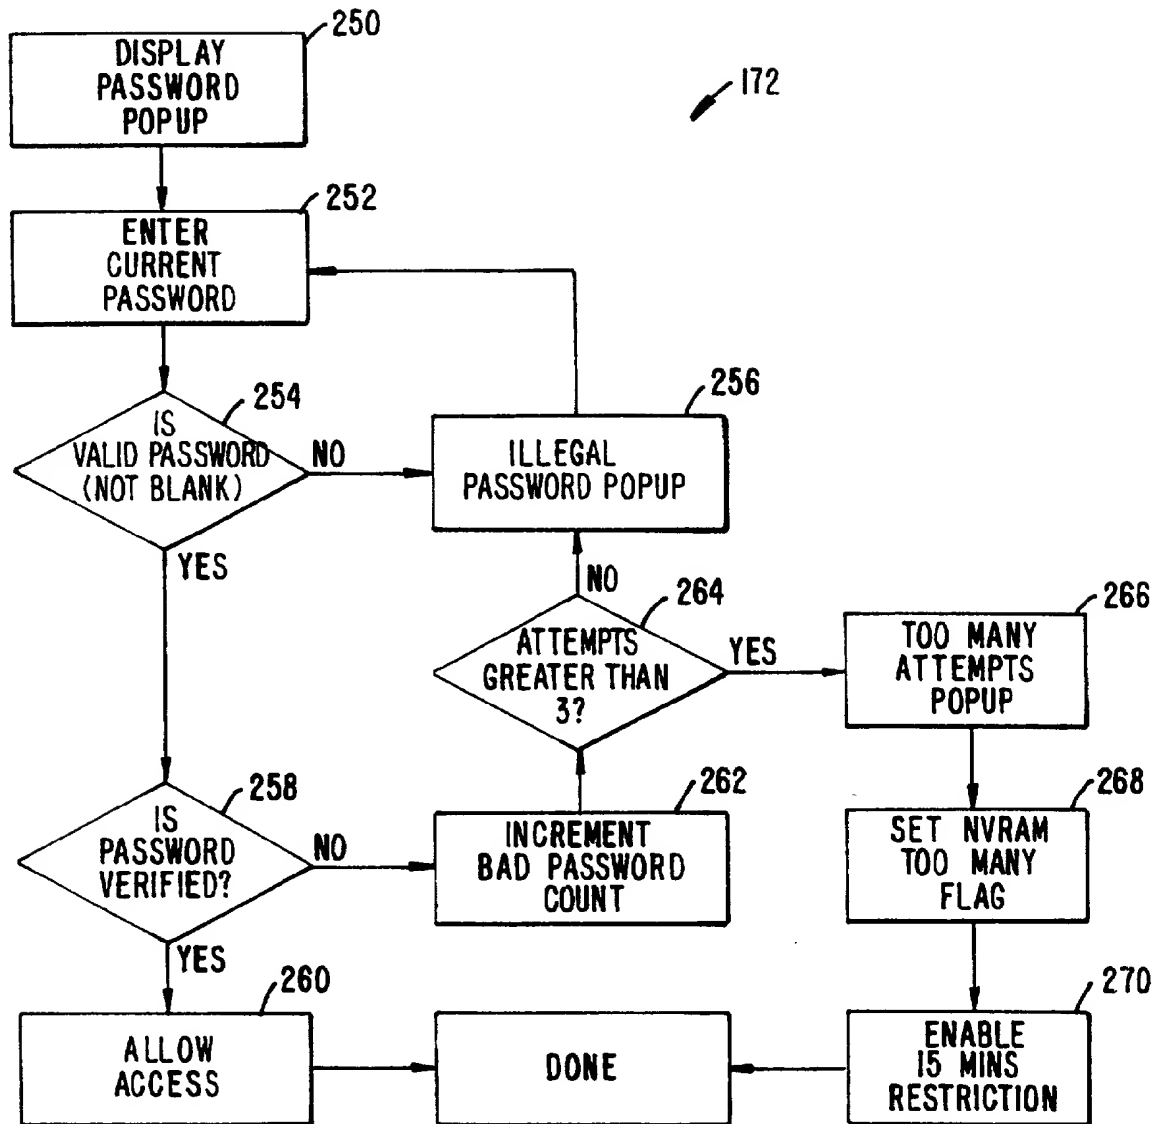 250
DISPLAY
PASSWORD
POPUP
172
252
ENTER
CURRENT
PASSWORD
254
IS
VALID PASSWORD
(NOT BLANK)
NO
YES
256
ILLEGAL
PASSWORD POPUP
NO
264
ATTEMPTS
GREATER THAN
3?
YES
266
TOO MANY
ATTEMPTS
POPUP
258
IS
PASSWORD
VERIFIED?
NO
YES
262
INCREMENT
BAD PASSWORD
COUNT
268
SET NVRAM
TOO MANY
FLAG
260
ALLOW
ACCESS
DONE
270
ENABLE
15 MINS
RESTRICTION